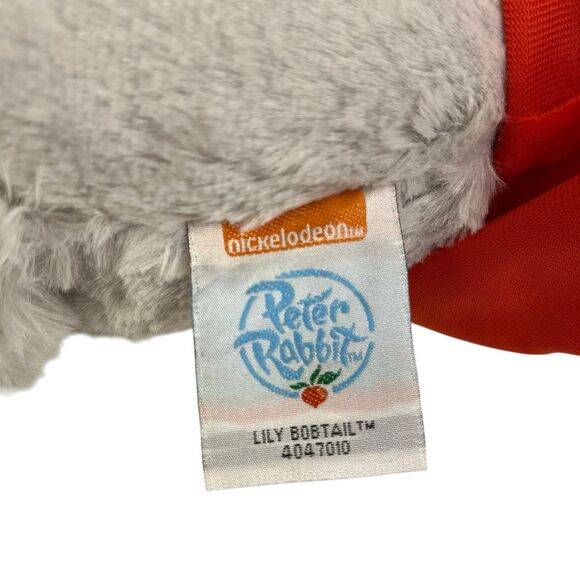 nickelodeon™
Peter
Rabbit™
LILY BOBTAIL™
4047010